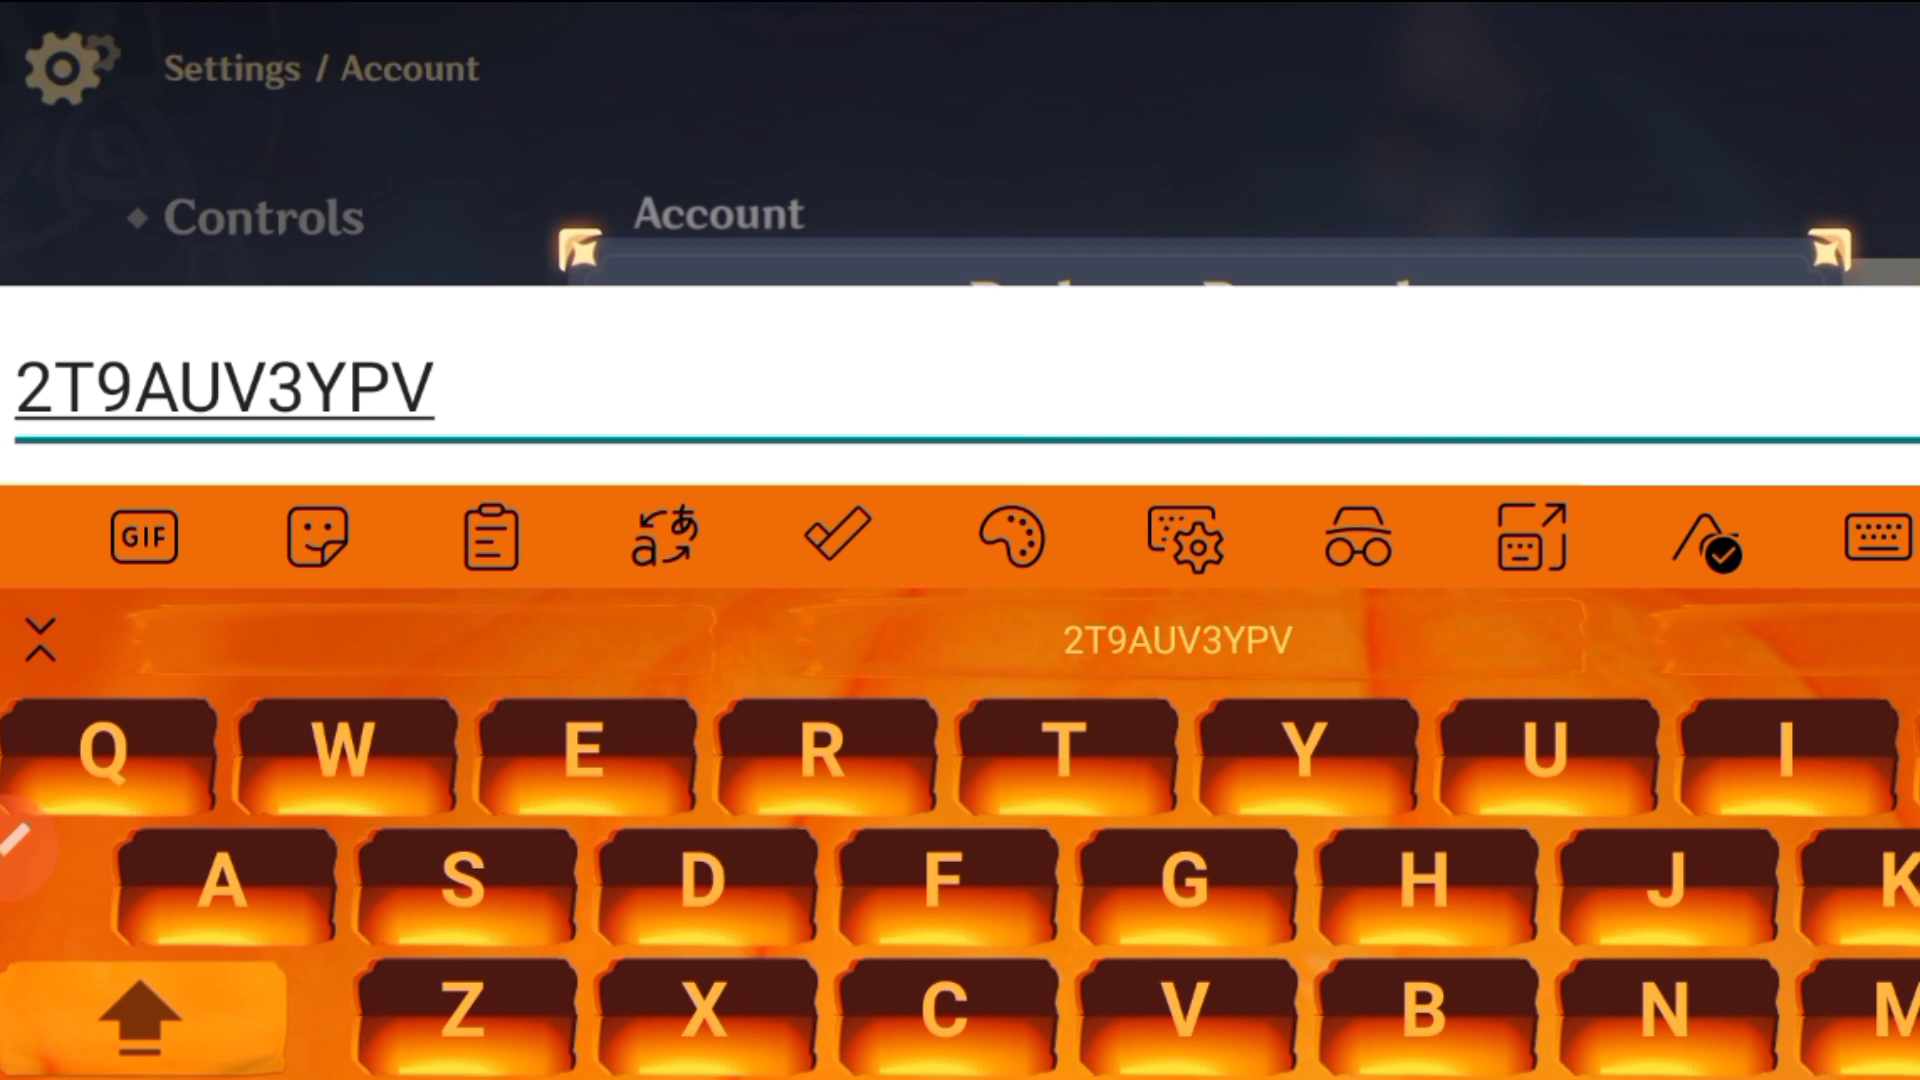 Settings / Account
Controls
Account
2T9AUV3YPV
GIF
2T9AUV3YPV
Q W E R T Y U I
A S D F G H J K
Z X C V B N M